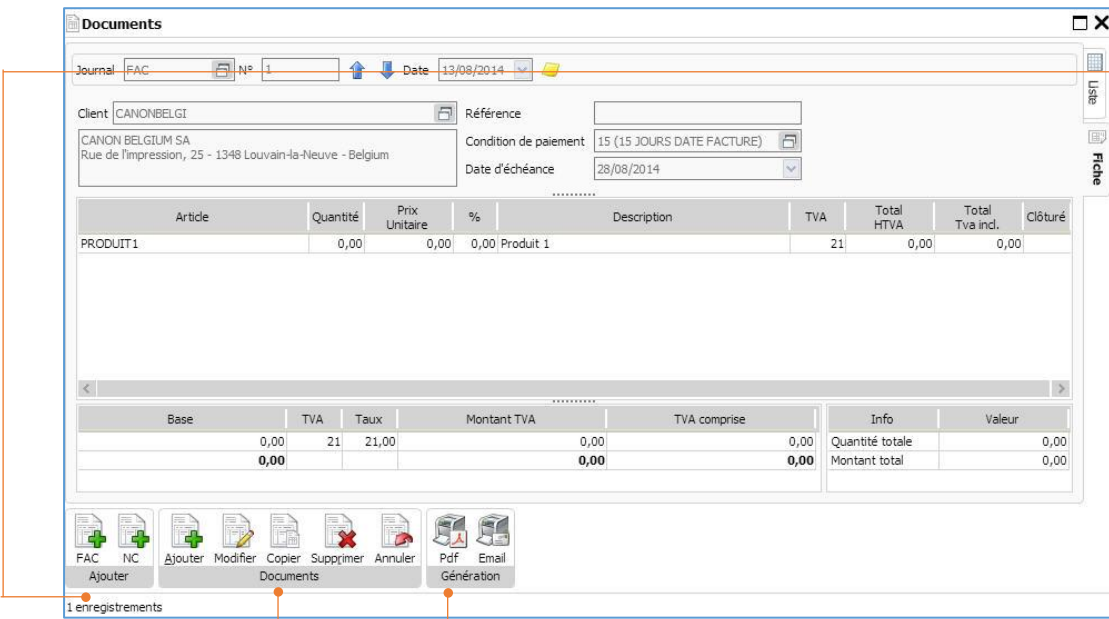 Documents
Journal FAC N° 1 Date 13/08/2014
Liste
Fiche
Client CANONBELGI Référence
CANON BELGIUM SA
Rue de l'impression, 25 - 1348 Louvain-la-Neuve - Belgium
Condition de paiement 15 (15 JOURS DATE FACTURE)
Date d'échéance 28/08/2014
Article Quantité Prix Unitaire % Description TVA Total HTVA Total Tva incl. Clôturé
PRODUIT1 0,00 0,00 0,00 Produit 1 21 0,00 0,00
Base TVA Taux Montant TVA TVA comprise Info Valeur
0,00 21 21,00 0,00 0,00 Quantité totale 0,00
0,00 0,00 0,00 Montant total 0,00
FAC NC Ajouter Modifier Copier Supprimer Annuler Pdf Email
Ajouter Documents Génération
1 enregistrements